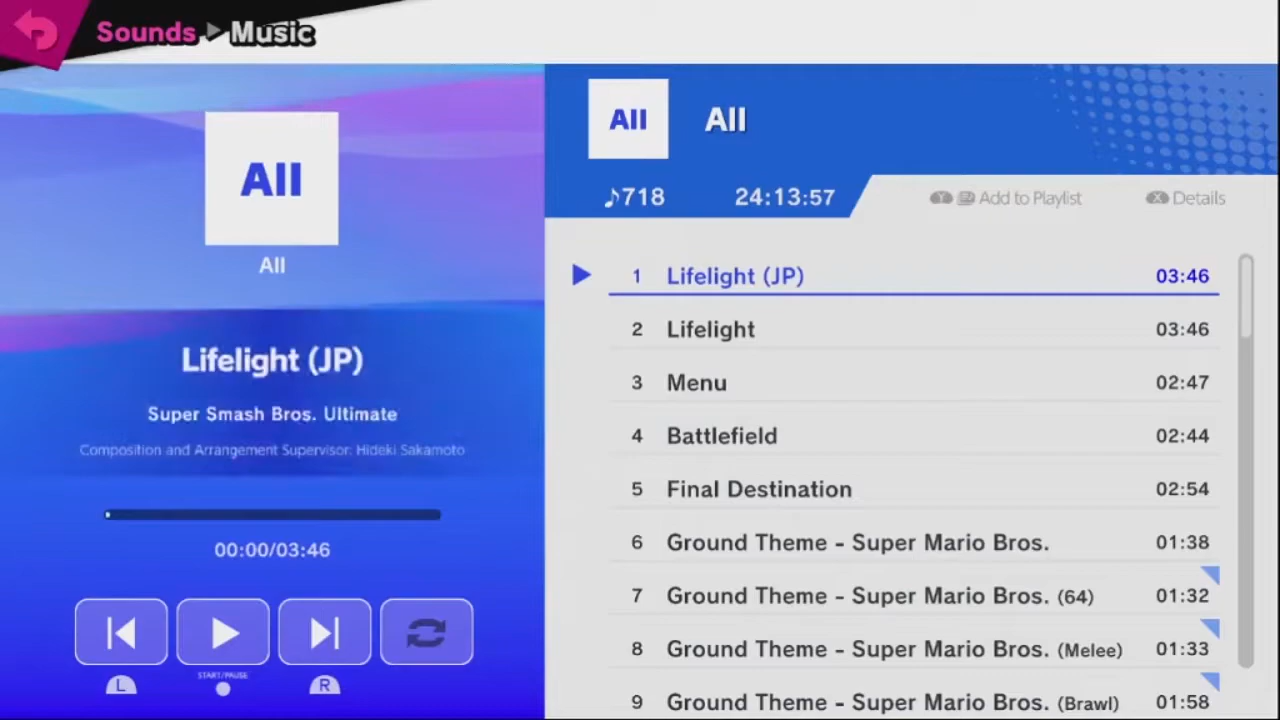 Sounds ▶ Music
All
All
Lifelight (JP)
Super Smash Bros. Ultimate
Composition and Arrangement Supervisor: Hideki Sakamoto
00:00/03:46
START/PAUSE
L
R
All
All
♪718 24:13:57
Y Add to Playlist
X Details
1 Lifelight (JP) 03:46
2 Lifelight 03:46
3 Menu 02:47
4 Battlefield 02:44
5 Final Destination 02:54
6 Ground Theme - Super Mario Bros. 01:38
7 Ground Theme - Super Mario Bros. (64) 01:32
8 Ground Theme - Super Mario Bros. (Melee) 01:33
9 Ground Theme - Super Mario Bros. (Brawl) 01:58